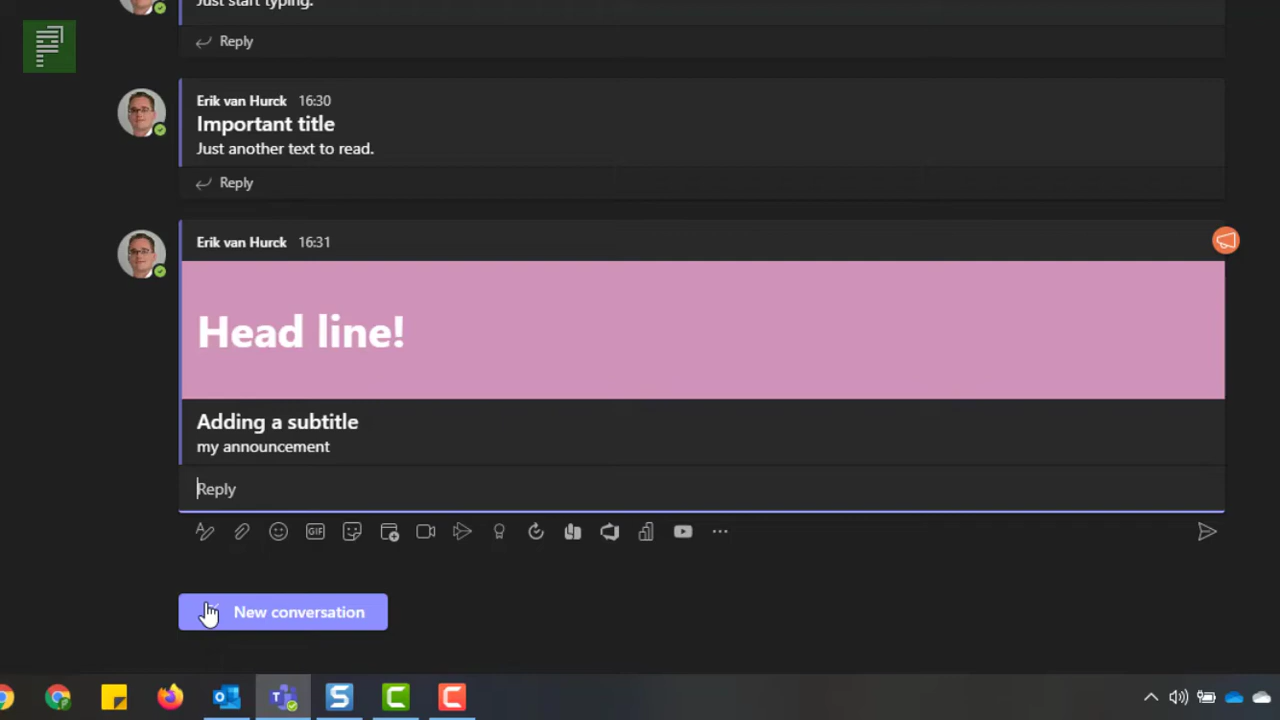 Just start typing.
Reply
Erik van Hurck 16:30
Important title
Just another text to read.
Reply
Erik van Hurck 16:31
Head line!
Adding a subtitle
my announcement
Reply
GIF
New conversation